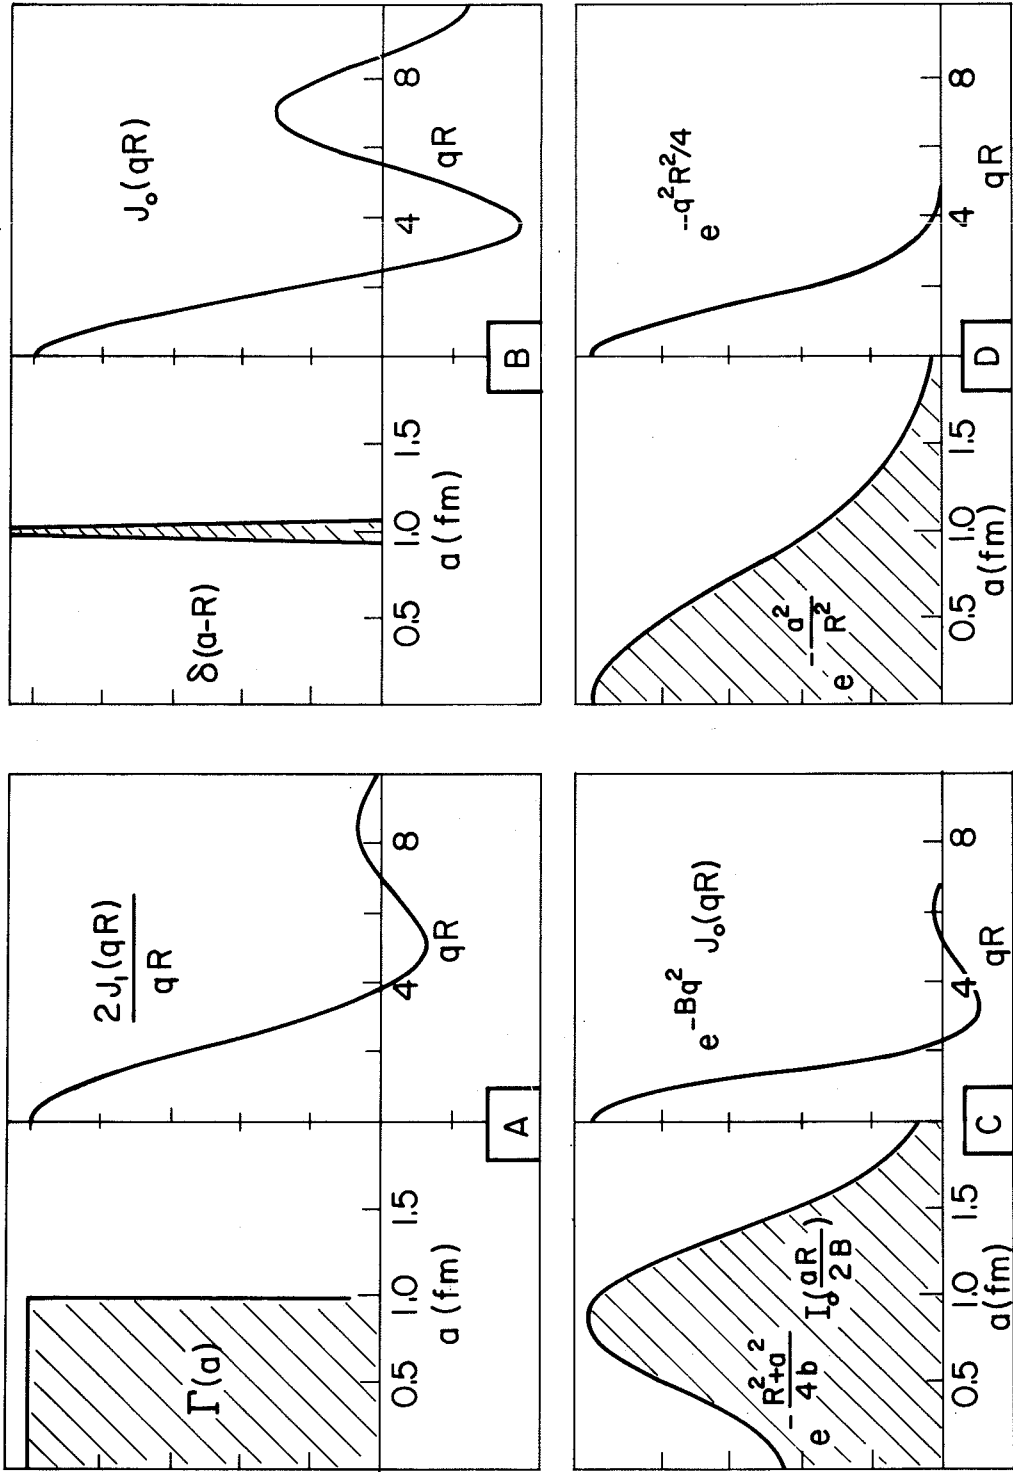 2J₁(qR)
qR
Γ(a)
0.5 1.0 1.5 4 8
a (fm) qR
A
J₀(qR)
δ(a-R)
0.5 1.0 1.5 4 8
a (fm) qR
B
e^-Bq² J₀(qR)
e^-(R²+a²)/4b I₀(aR/2B)
0.5 1.0 1.5 4 8
a(fm) qR
C
e^-q²R²/4
e^-a²/R²
0.5 1.0 1.5 4 8
a(fm) qR
D